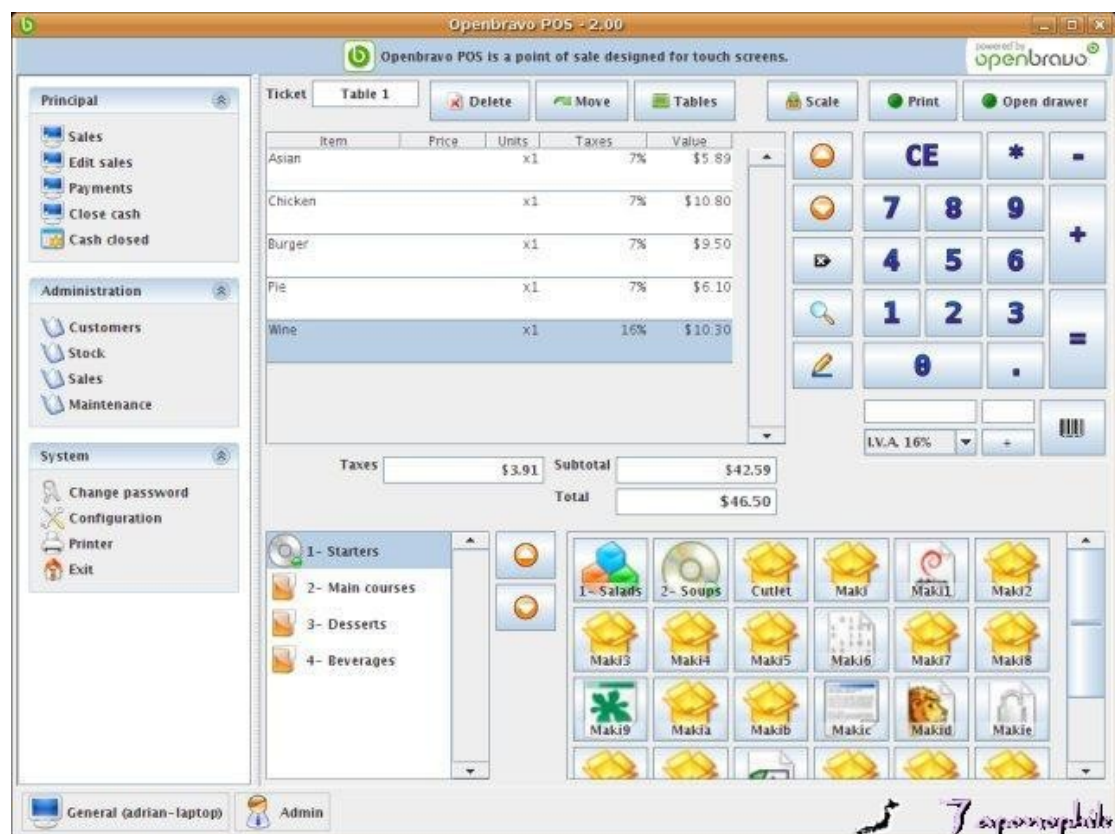 Openbravo POS - 2.00
Openbravo POS is a point of sale designed for touch screens.
powered by
openbravo
Principal
Sales
Edit sales
Payments
Close cash
Cash closed
Administration
Customers
Stock
Sales
Maintenance
System
Change password
Configuration
Printer
Exit
Ticket Table 1 Delete Move Tables Scale Print Open drawer
Item Price Units Taxes Value
Asian x1 7% $5.89
Chicken x1 7% $10.80
Burger x1 7% $9.50
Pie x1 7% $6.10
Wine x1 16% $10.30
CE * -
7 8 9 +
4 5 6
1 2 3 =
0 .
I.V.A. 16% +
Taxes $3.91 Subtotal $42.59
Total $46.50
1- Starters
2- Main courses
3- Desserts
4- Beverages
1- Salads 2- Soups Cutlet Maki Maki1 Maki2
Maki3 Maki4 Maki5 Maki6 Maki7 Maki8
Maki9 Makia Makib Makic Makid Makie
General (adrian-laptop) Admin